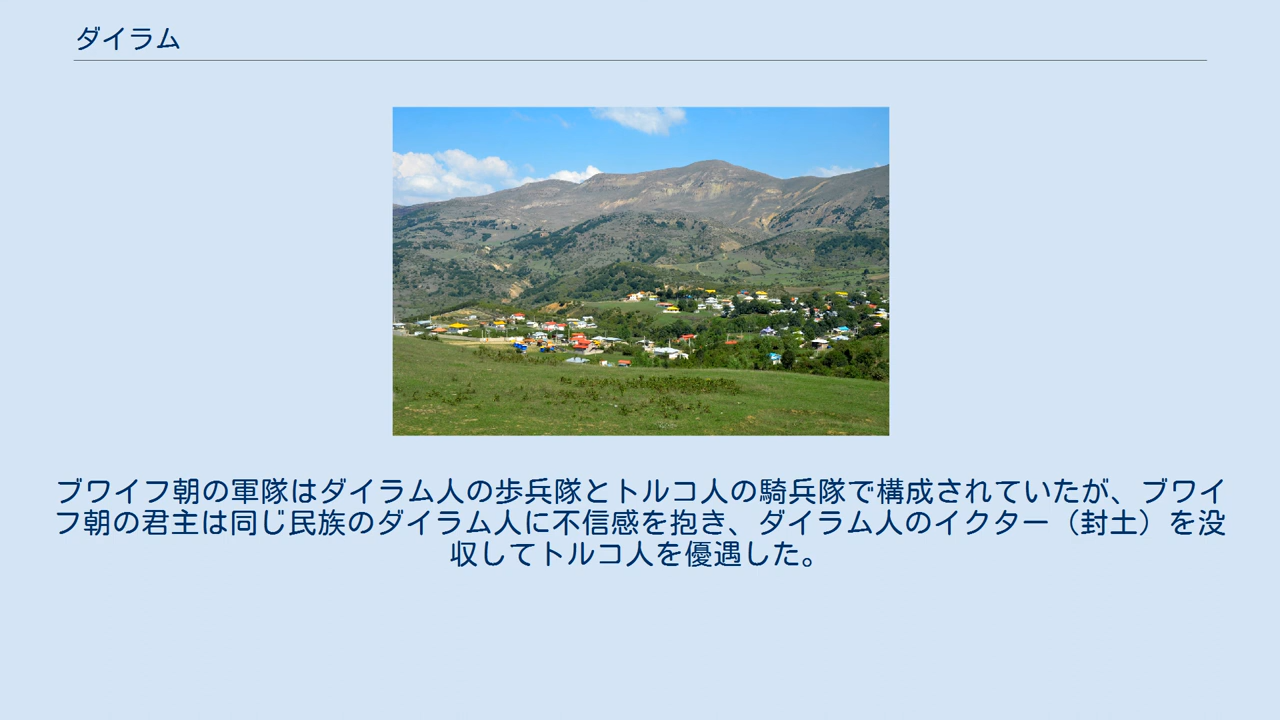 ダイラム
ブワイフ朝の軍隊はダイラム人の歩兵隊とトルコ人の騎兵隊で構成されていたが、ブワイ
フ朝の君主は同じ民族のダイラム人に不信感を抱き、ダイラム人のイクター（封土）を没
収してトルコ人を優遇した。